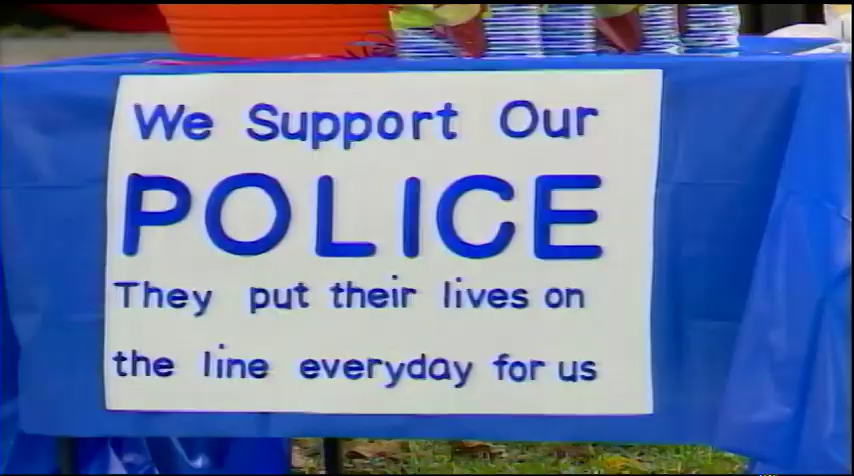 We Support Our
POLICE
They put their lives on
the line everyday for us